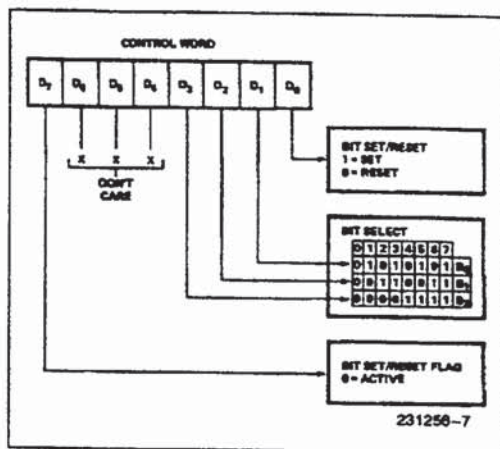 CONTROL WORD
D7 D6 D5 D4 D3 D2 D1 D0
X X X
DON'T
CARE
BIT SET/RESET
1 = SET
0 = RESET
BIT SELECT
0 1 2 3 4 5 6 7
0 1 0 1 0 1 0 1 B0
0 0 1 1 0 0 1 1 B1
0 0 0 0 1 1 1 1 B2
BIT SET/RESET FLAG
0 = ACTIVE
231256-7